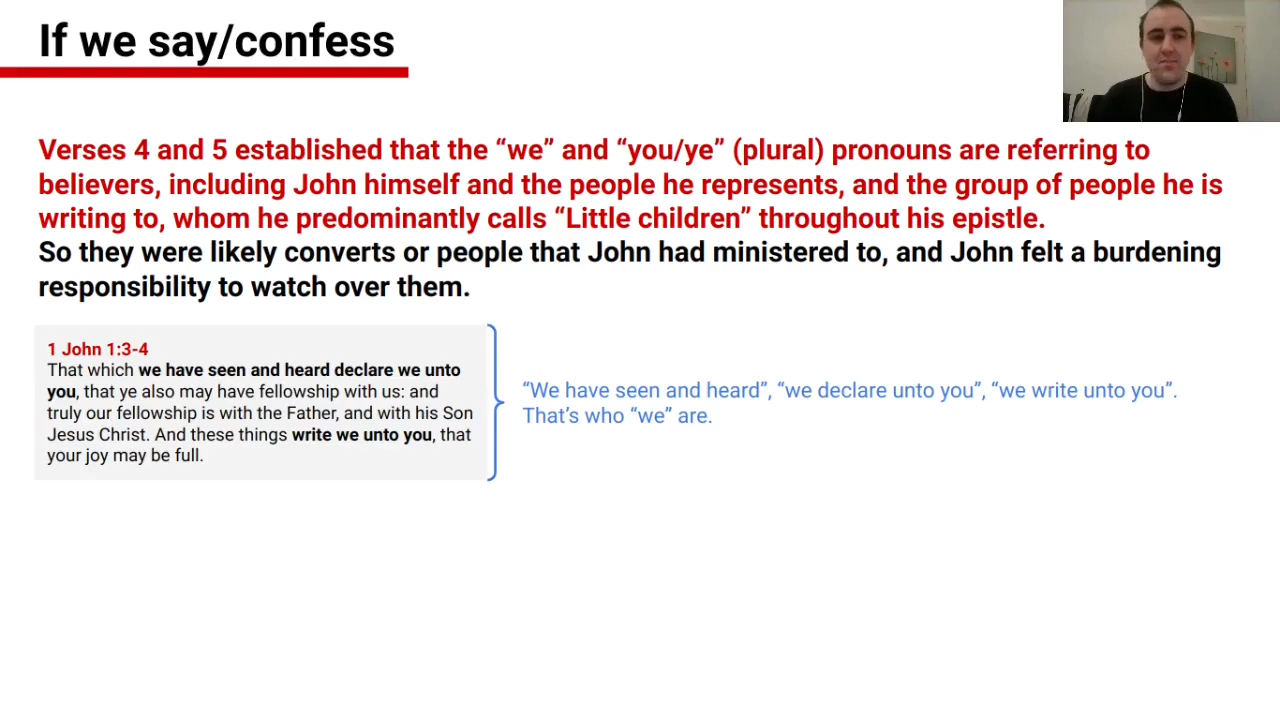 If we say/confess
Verses 4 and 5 established that the “we” and “you/ye” (plural) pronouns are referring to
believers, including John himself and the people he represents, and the group of people he is
writing to, whom he predominantly calls “Little children” throughout his epistle.
So they were likely converts or people that John had ministered to, and John felt a burdening
responsibility to watch over them.
1 John 1:3-4
That which we have seen and heard declare we unto
you, that ye also may have fellowship with us: and
truly our fellowship is with the Father, and with his Son
Jesus Christ. And these things write we unto you, that
your joy may be full.
“We have seen and heard”, “we declare unto you”, “we write unto you”.
That’s who “we” are.